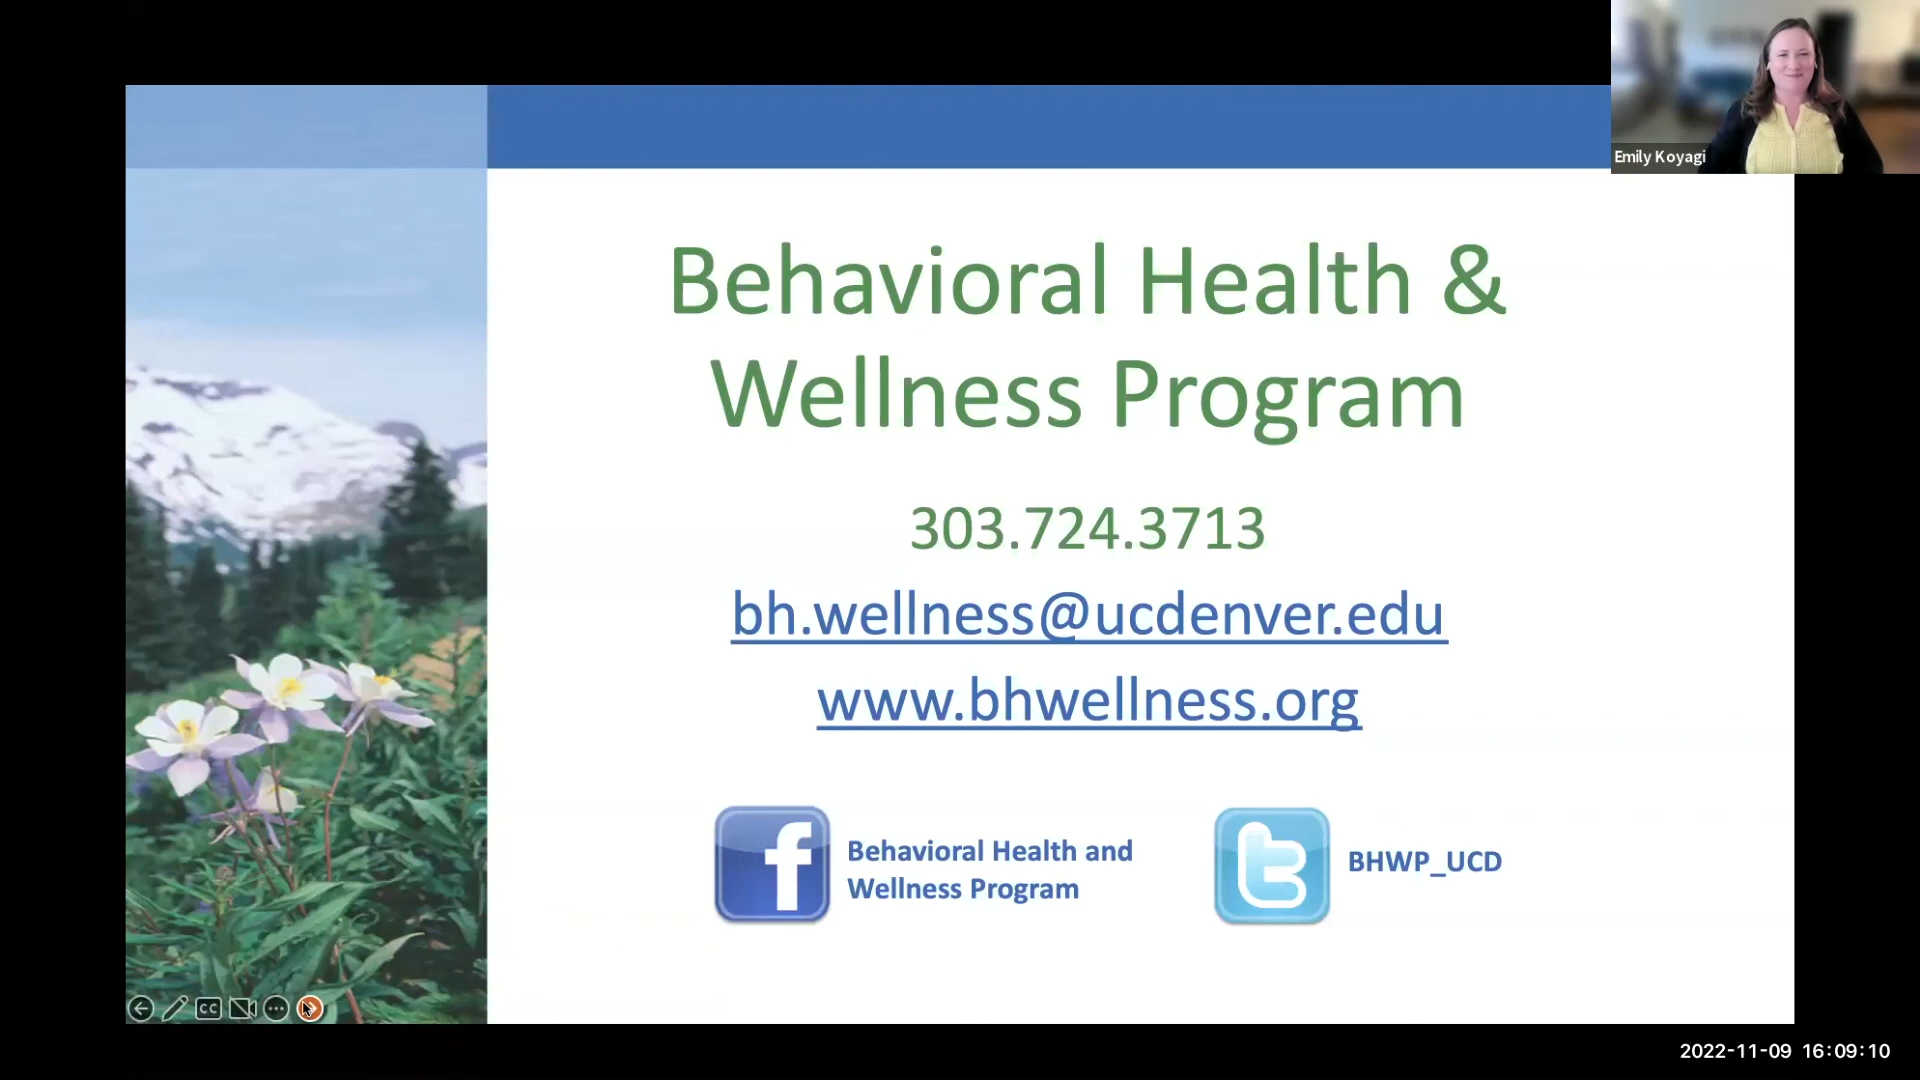 Emily Koyagi
Behavioral Health &
Wellness Program
303.724.3713
bh.wellness@ucdenver.edu
www.bhwellness.org
f
Behavioral Health and
Wellness Program
t
BHWP_UCD
CC
2022-11-09 16:09:10